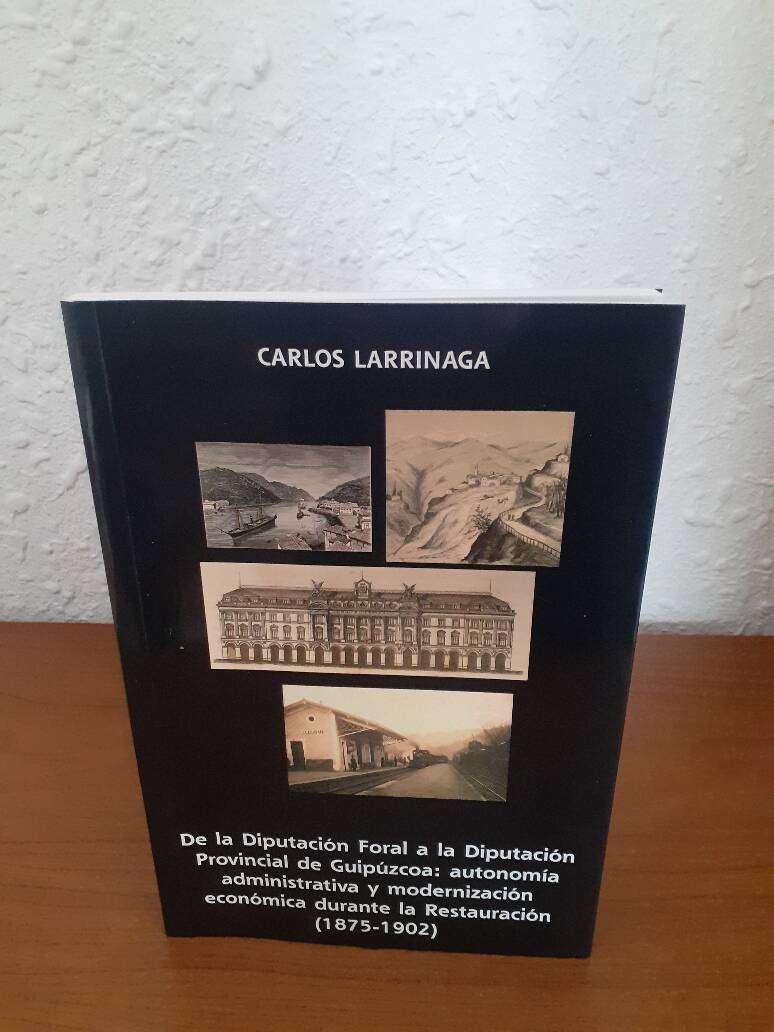 CARLOS LARRINAGA
De la Diputación Foral a la Diputación
Provincial de Guipúzcoa: autonomía
administrativa y modernización
económica durante la Restauración
(1875-1902)